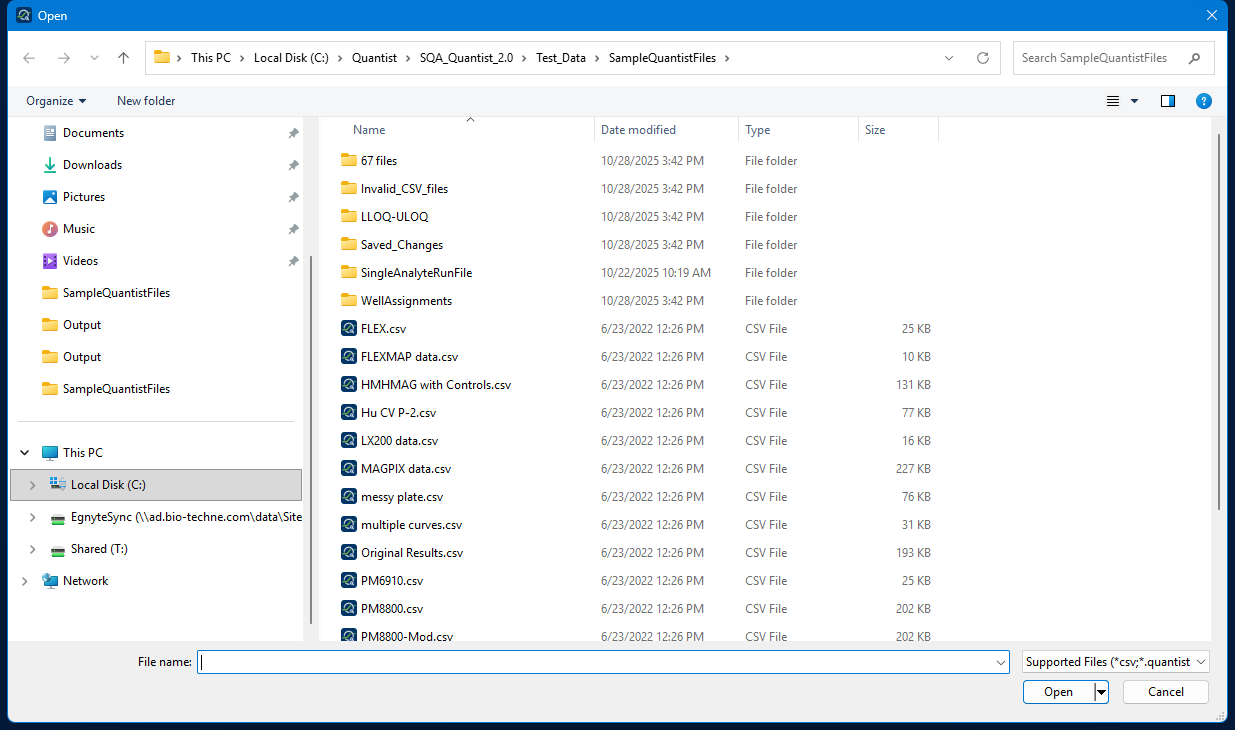 Open
This PC > Local Disk (C:) > Quantist > SQA_Quantist_2.0 > Test_Data > SampleQuantistFiles >
Search SampleQuantistFiles
Organize
New folder
?
Documents
Downloads
Pictures
Music
Videos
SampleQuantistFiles
Output
Output
SampleQuantistFiles
This PC
Local Disk (C:)
EgnyteSync (\\ad.bio-techne.com\data\Site
Shared (T:)
Network
Name Date modified Type Size
67 files 10/28/2025 3:42 PM File folder
Invalid_CSV_files 10/28/2025 3:42 PM File folder
LLOQ-ULOQ 10/28/2025 3:42 PM File folder
Saved_Changes 10/28/2025 3:42 PM File folder
SingleAnalyteRunFile 10/22/2025 10:19 AM File folder
WellAssignments 10/28/2025 3:42 PM File folder
FLEX.csv 6/23/2022 12:26 PM CSV File 25 KB
FLEXMAP data.csv 6/23/2022 12:26 PM CSV File 10 KB
HMHMAG with Controls.csv 6/23/2022 12:26 PM CSV File 131 KB
Hu CV P-2.csv 6/23/2022 12:26 PM CSV File 77 KB
LX200 data.csv 6/23/2022 12:26 PM CSV File 16 KB
MAGPIX data.csv 6/23/2022 12:26 PM CSV File 227 KB
messy plate.csv 6/23/2022 12:26 PM CSV File 76 KB
multiple curves.csv 6/23/2022 12:26 PM CSV File 31 KB
Original Results.csv 6/23/2022 12:26 PM CSV File 193 KB
PM6910.csv 6/23/2022 12:26 PM CSV File 25 KB
PM8800.csv 6/23/2022 12:26 PM CSV File 202 KB
PM8800-Mod.csv 6/23/2022 12:26 PM CSV File 202 KB
File name:
Supported Files (*csv;*.quantist
Open
Cancel